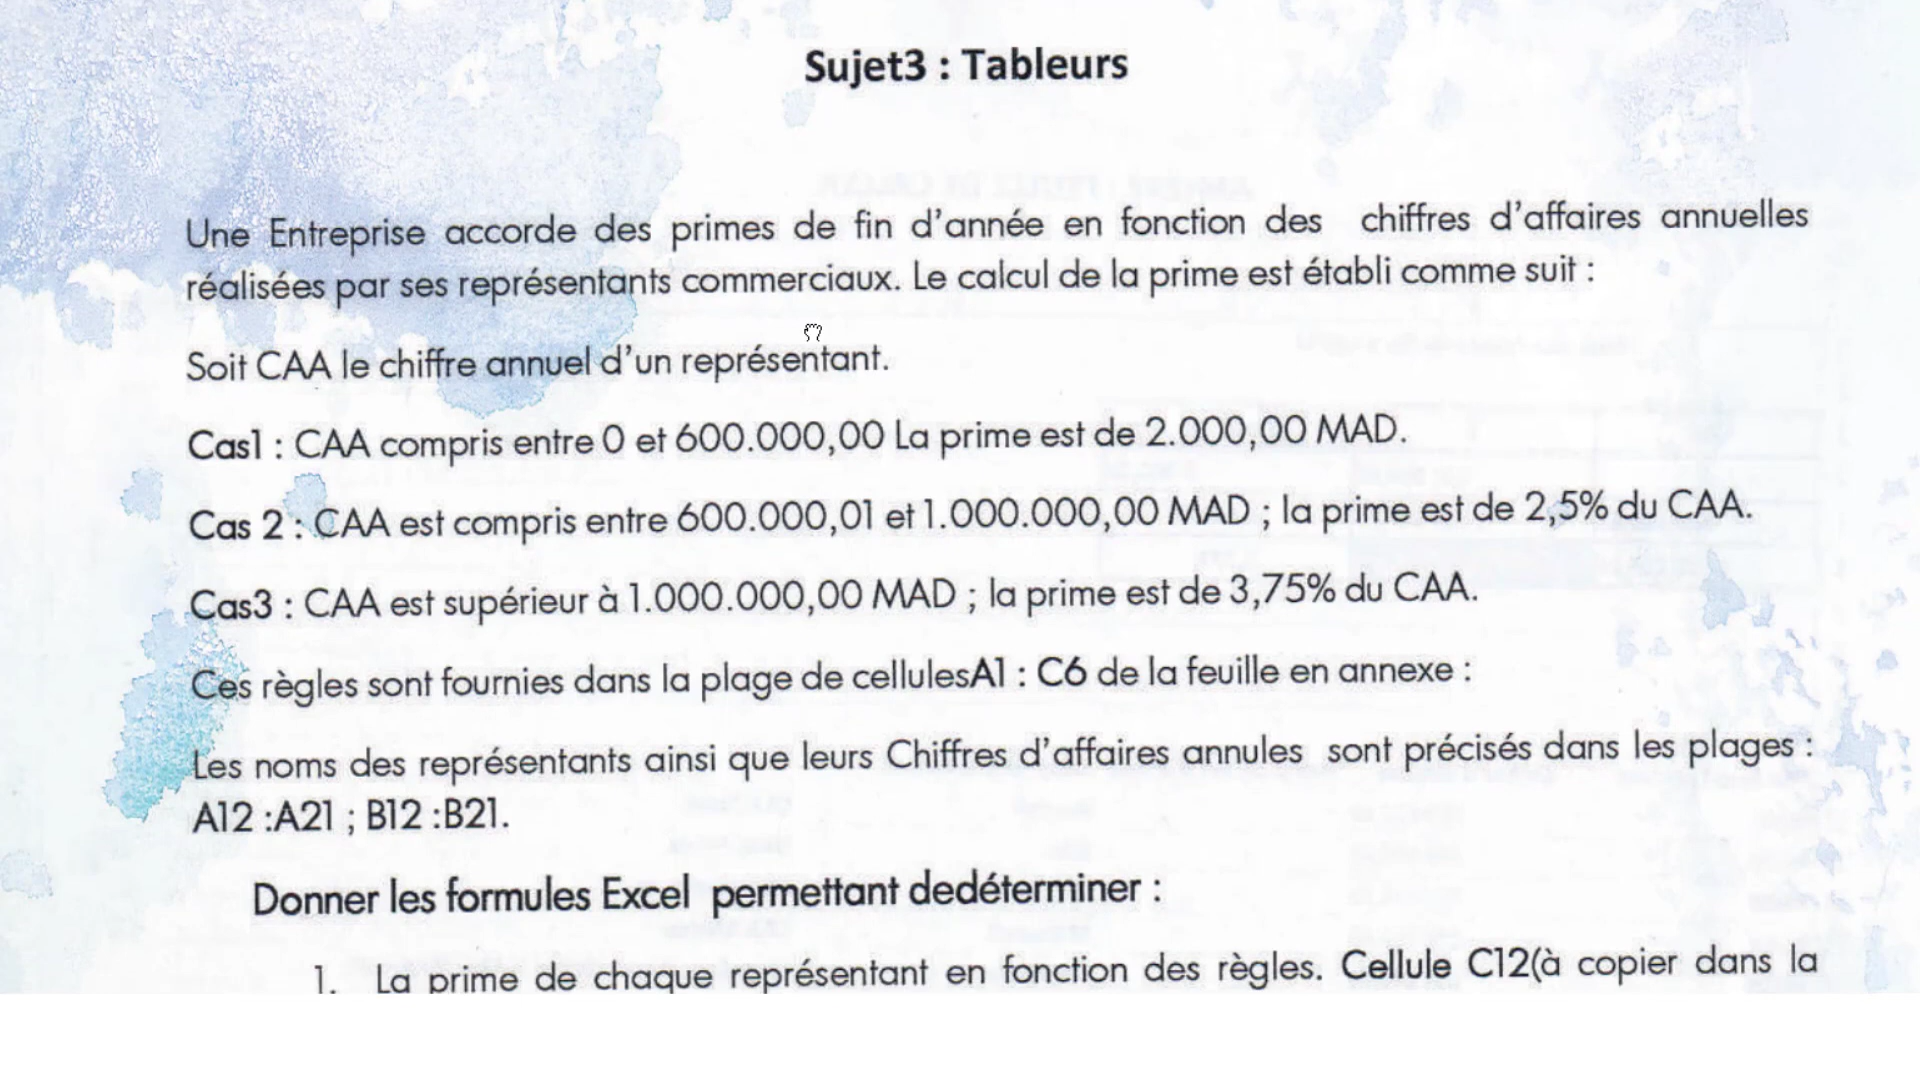 Sujet3 : Tableurs
Une Entreprise accorde des primes de fin d'année en fonction des chiffres d'affaires annuelles
réalisées par ses représentants commerciaux. Le calcul de la prime est établi comme suit :
Soit CAA le chiffre annuel d'un représentant.
Cas1 : CAA compris entre 0 et 600.000,00 La prime est de 2.000,00 MAD.
Cas 2 : CAA est compris entre 600.000,01 et 1.000.000,00 MAD ; la prime est de 2,5% du CAA.
Cas3 : CAA est supérieur à 1.000.000,00 MAD ; la prime est de 3,75% du CAA.
Ces règles sont fournies dans la plage de cellulesA1 : C6 de la feuille en annexe :
Les noms des représentants ainsi que leurs Chiffres d'affaires annules sont précisés dans les plages :
A12 :A21 ; B12 :B21.
Donner les formules Excel permettant dedéterminer :
1. La prime de chaque représentant en fonction des règles. Cellule C12(à copier dans la